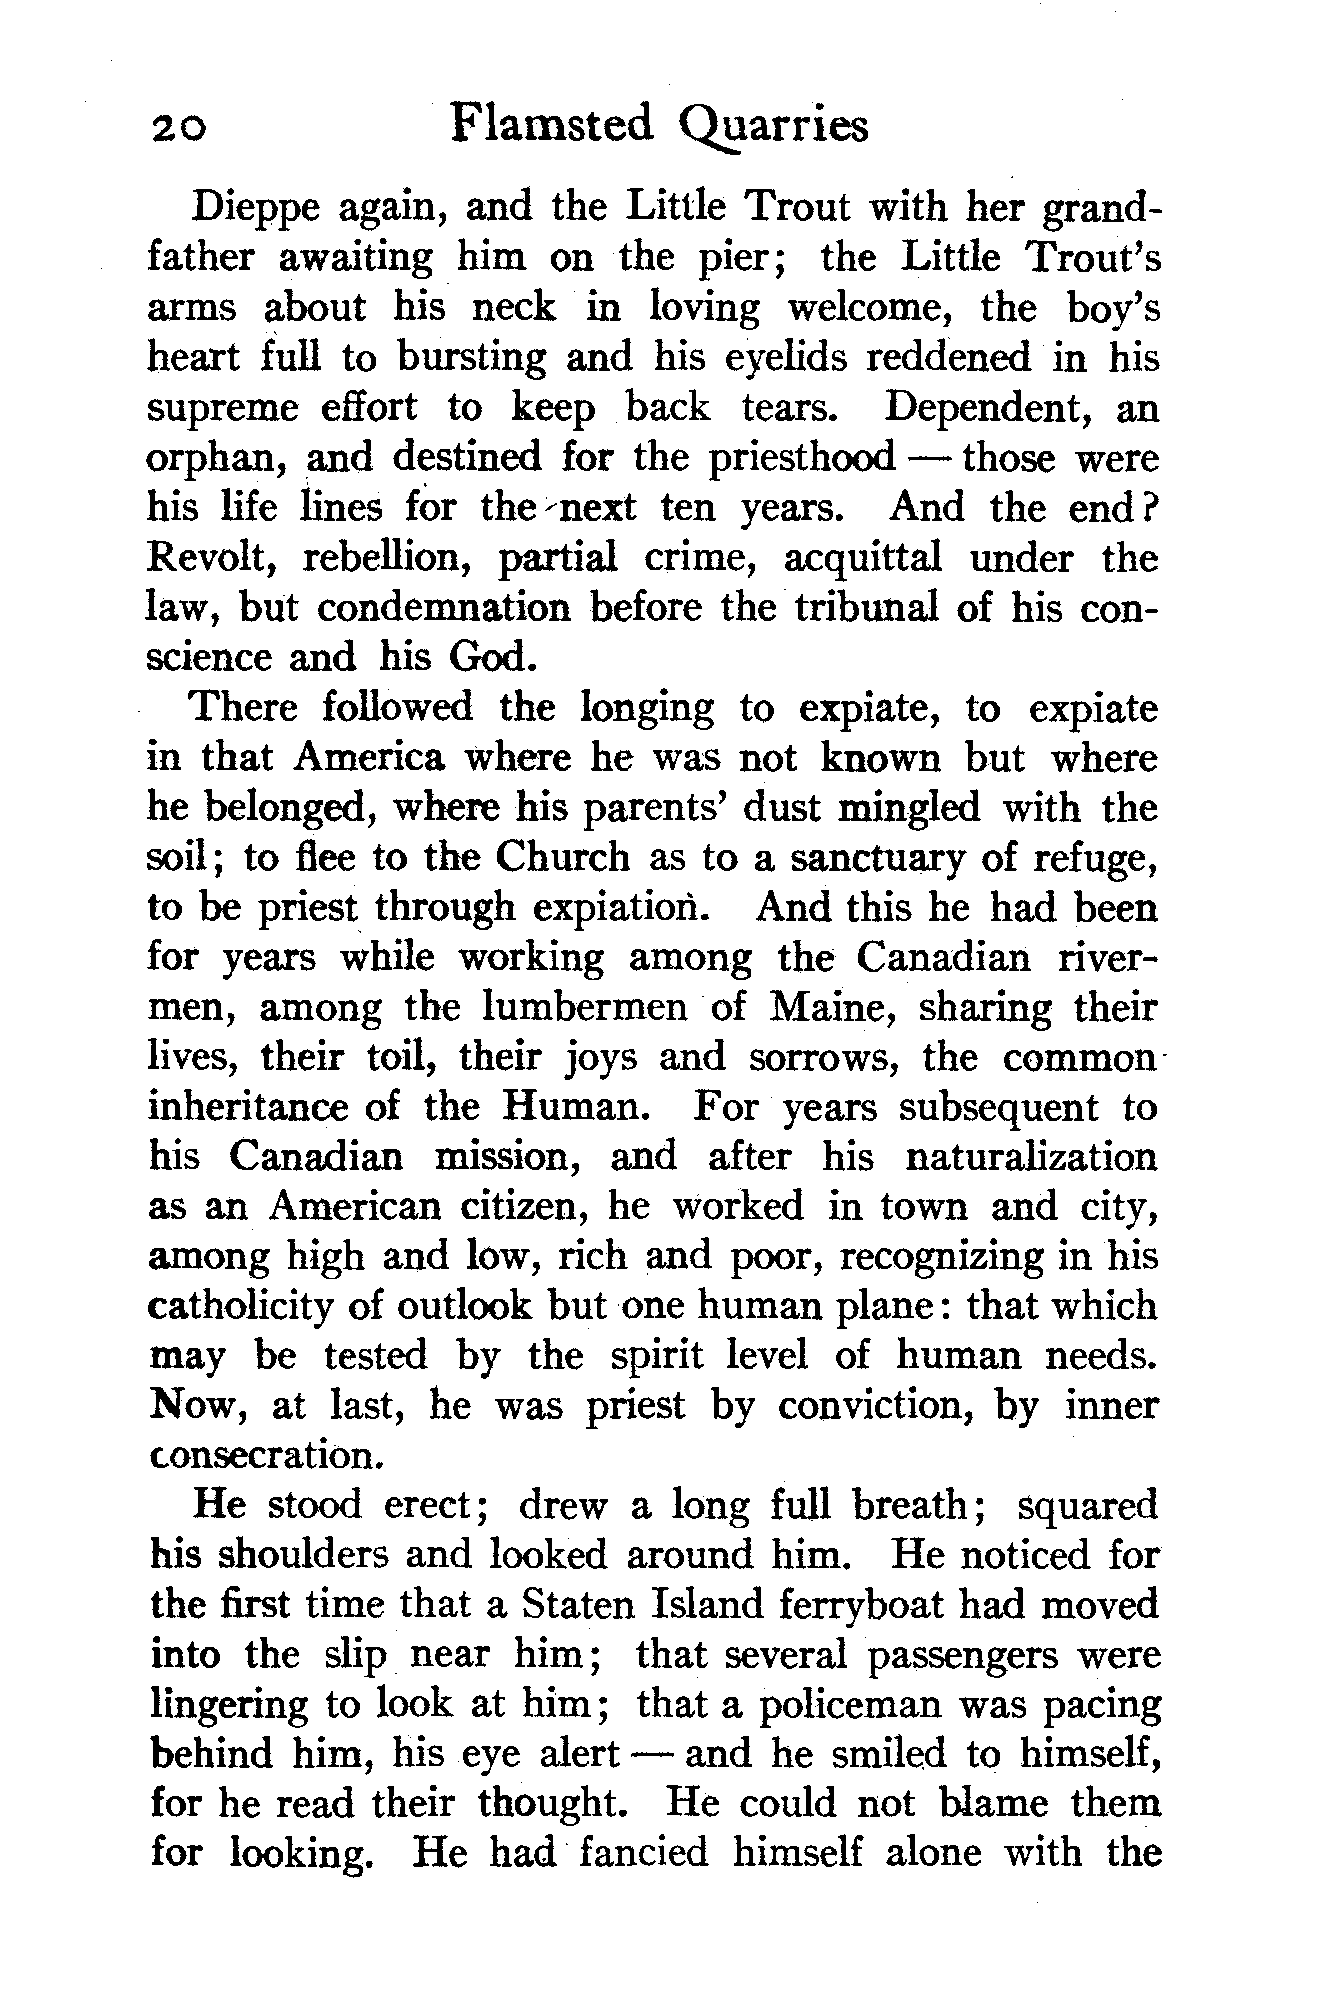 20 Flamsted Quarries
Dieppe again, and the Little Trout with her grand-
father awaiting him on the pier; the Little Trout's
arms about his neck in loving welcome, the boy's
heart full to bursting and his eyelids reddened in his
supreme effort to keep back tears. Dependent, an
orphan, and destined for the priesthood — those were
his life lines for the next ten years. And the end?
Revolt, rebellion, partial crime, acquittal under the
law, but condemnation before the tribunal of his con-
science and his God.
There followed the longing to expiate, to expiate
in that America where he was not known but where
he belonged, where his parents' dust mingled with the
soil; to flee to the Church as to a sanctuary of refuge,
to be priest through expiation. And this he had been
for years while working among the Canadian river-
men, among the lumbermen of Maine, sharing their
lives, their toil, their joys and sorrows, the common
inheritance of the Human. For years subsequent to
his Canadian mission, and after his naturalization
as an American citizen, he worked in town and city,
among high and low, rich and poor, recognizing in his
catholicity of outlook but one human plane: that which
may be tested by the spirit level of human needs.
Now, at last, he was priest by conviction, by inner
consecration.
He stood erect; drew a long full breath; squared
his shoulders and looked around him. He noticed for
the first time that a Staten Island ferryboat had moved
into the slip near him; that several passengers were
lingering to look at him; that a policeman was pacing
behind him, his eye alert — and he smiled to himself,
for he read their thought. He could not blame them
for looking. He had fancied himself alone with the